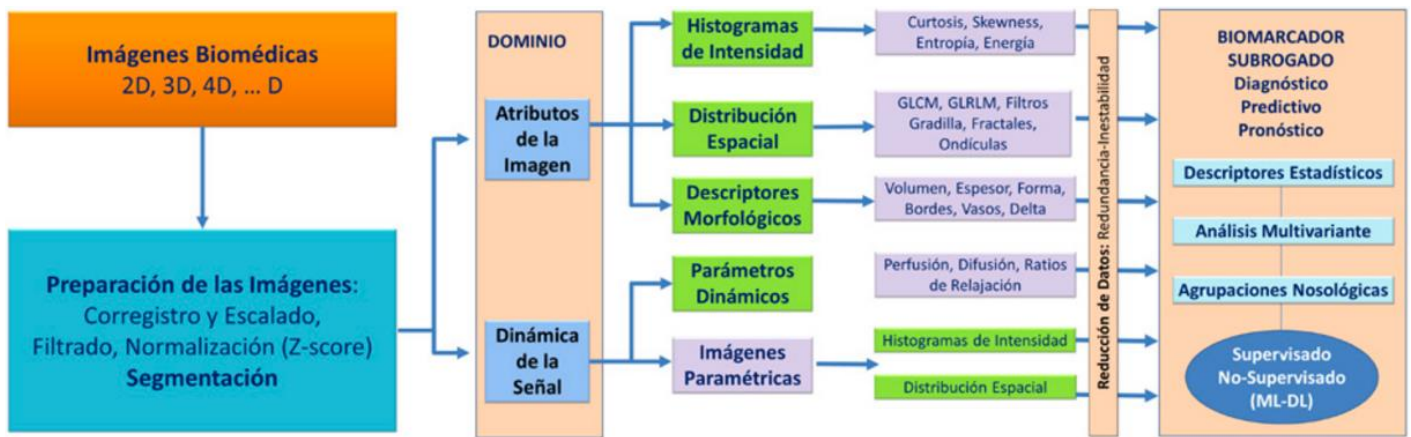 Imágenes Biomédicas
2D, 3D, 4D, ... D
Preparación de las Imágenes:
Corregistro y Escalado,
Filtrado, Normalización (Z-score)
Segmentación
DOMINIO
Atributos
de la
Imagen
Dinámica
de la
Señal
Histogramas
de Intensidad
Distribución
Espacial
Descriptores
Morfológicos
Parámetros
Dinámicos
Imágenes
Paramétricas
Curtosis, Skewness,
Entropía, Energía
GLCM, GLRLM, Filtros
Gradilla, Fractales,
Ondículas
Volumen, Espesor, Forma,
Bordes, Vasos, Delta
Perfusión, Difusión, Ratios
de Relajación
Histogramas de Intensidad
Distribución Espacial
Reducción de Datos: Redundancia-Inestabilidad
BIOMARCADOR
SUBROGADO
Diagnóstico
Predictivo
Pronóstico
Descriptores Estadísticos
Análisis Multivariante
Agrupaciones Nosológicas
Supervisado
No-Supervisado
(ML-DL)